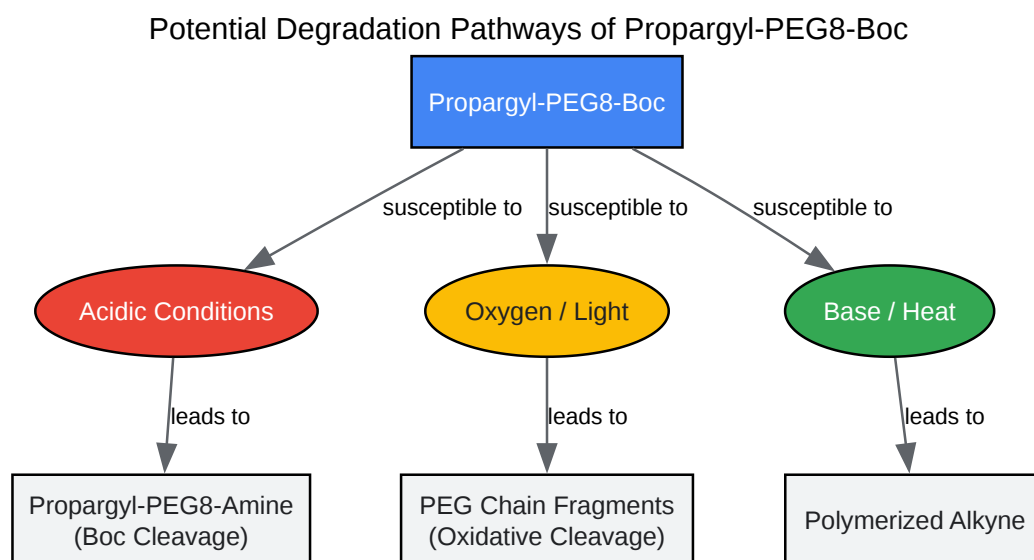 Potential Degradation Pathways of Propargyl-PEG8-Boc
Propargyl-PEG8-Boc
susceptible to
susceptible to
susceptible to
Acidic Conditions
Oxygen / Light
Base / Heat
leads to
leads to
leads to
Propargyl-PEG8-Amine
(Boc Cleavage)
PEG Chain Fragments
(Oxidative Cleavage)
Polymerized Alkyne